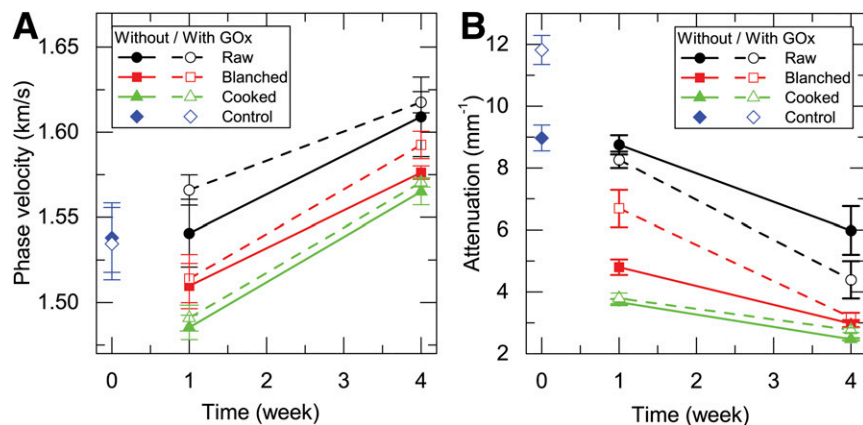 A
Phase velocity (km/s)
1.65
1.60
1.55
1.50
Without / With GOx
Raw
Blanched
Cooked
Control
0
1
2
3
4
Time (week)
B
Attenuation (mm⁻¹)
12
10
8
6
4
2
Without / With GOx
Raw
Blanched
Cooked
Control
0
1
2
3
4
Time (week)